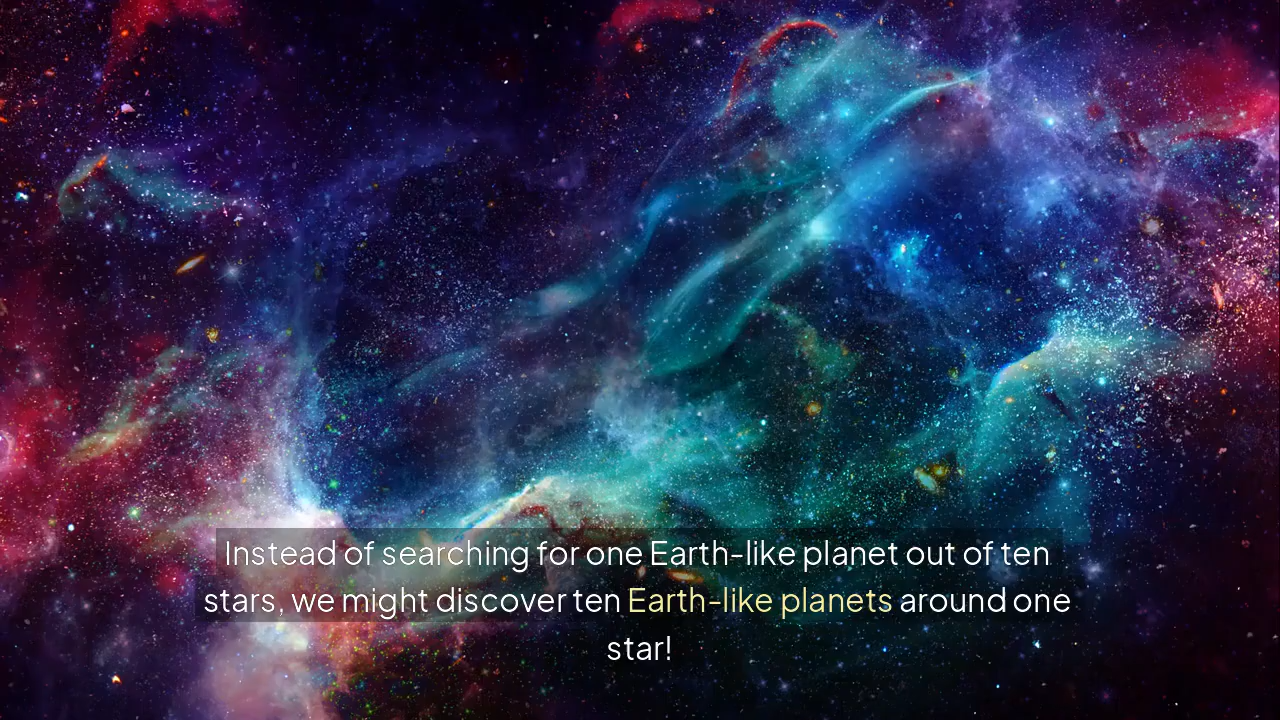 Instead of searching for one Earth-like planet out of ten
stars, we might discover ten Earth-like planets around one
star!